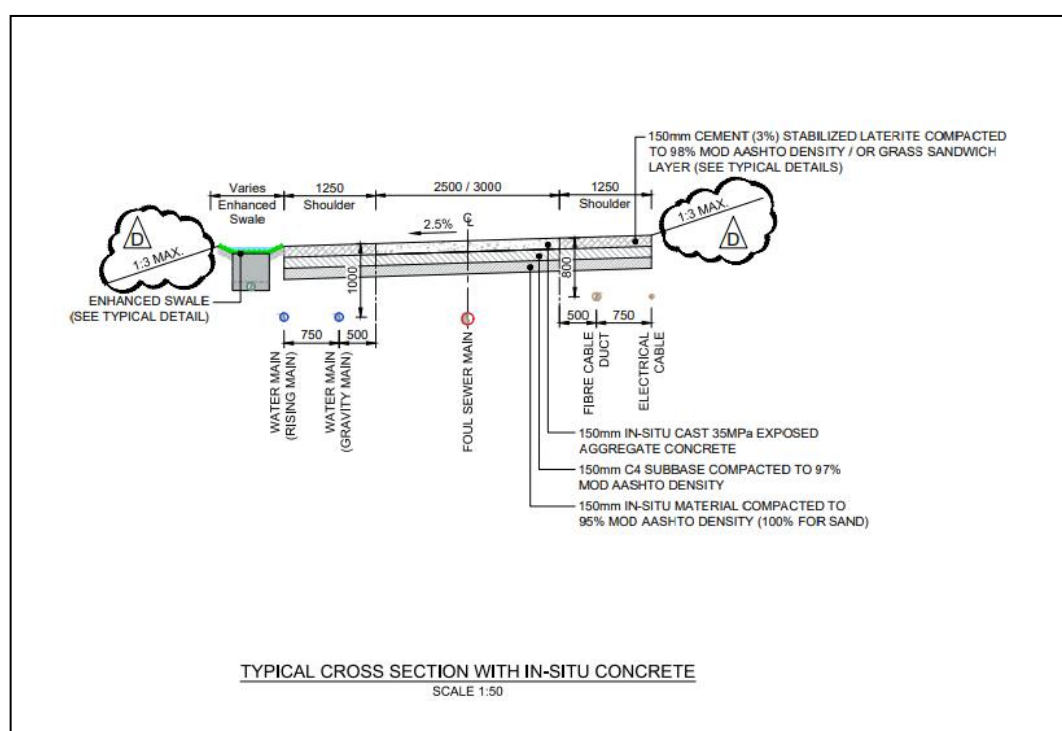 150mm CEMENT (3%) STABILIZED LATERITE COMPACTED
TO 98% MOD AASHTO DENSITY / OR GRASS SANDWICH
LAYER (SEE TYPICAL DETAILS)
Varies
Enhanced
Swale
1250
Shoulder
2500 / 3000
1250
Shoulder
2.5%
1:3 MAX.
D
1:3 MAX.
D
1000
800
ENHANCED SWALE
(SEE TYPICAL DETAIL)
750
500
500
750
WATER MAIN
(RISING MAIN)
WATER MAIN
(GRAVITY MAIN)
FOUL SEWER MAIN
FIBRE CABLE
DUCT
ELECTRICAL
CABLE
150mm IN-SITU CAST 35MPa EXPOSED
AGGREGATE CONCRETE
150mm C4 SUBBASE COMPACTED TO 97%
MOD AASHTO DENSITY
150mm IN-SITU MATERIAL COMPACTED TO
95% MOD AASHTO DENSITY (100% FOR SAND)
TYPICAL CROSS SECTION WITH IN-SITU CONCRETE
SCALE 1:50